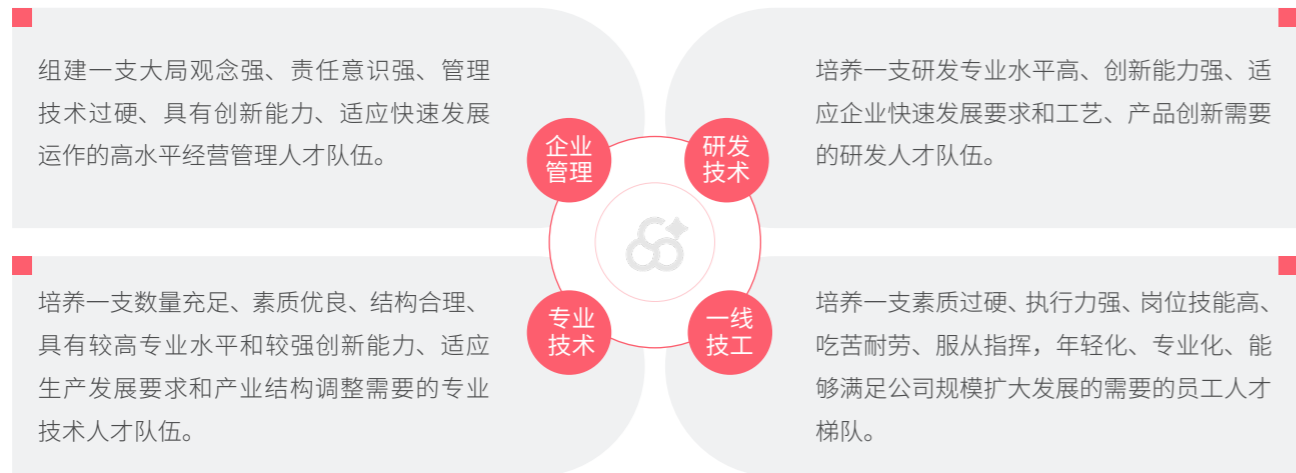 组建一支大局观念强、责任意识强、管理
技术过硬、具有创新能力、适应快速发展
运作的高水平经营管理人才队伍。
企业
管理
培养一支研发专业水平高、创新能力强、适
应企业快速发展要求和工艺、产品创新需要
的研发人才队伍。
研发
技术
培养一支数量充足、素质优良、结构合理、
具有较高专业水平和较强创新能力、适应
生产发展要求和产业结构调整需要的专业
技术人才队伍。
专业
技术
培养一支素质过硬、执行力强、岗位技能高、
吃苦耐劳、服从指挥，年轻化、专业化、能
够满足公司规模扩大发展的需要的员工人才
梯队。
一线
技工